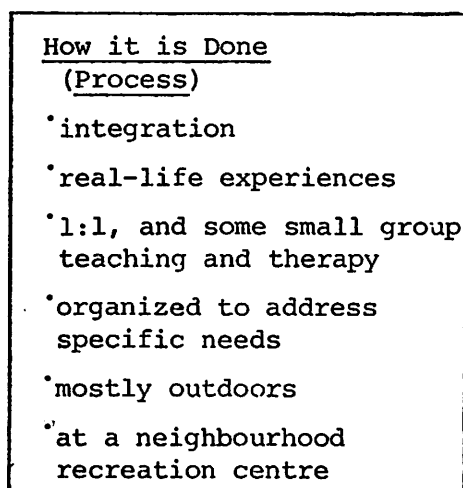 How it is Done
(Process)
·integration
·real-life experiences
·1:1, and some small group
teaching and therapy
·organized to address
specific needs
·mostly outdoors
·at a neighbourhood
recreation centre